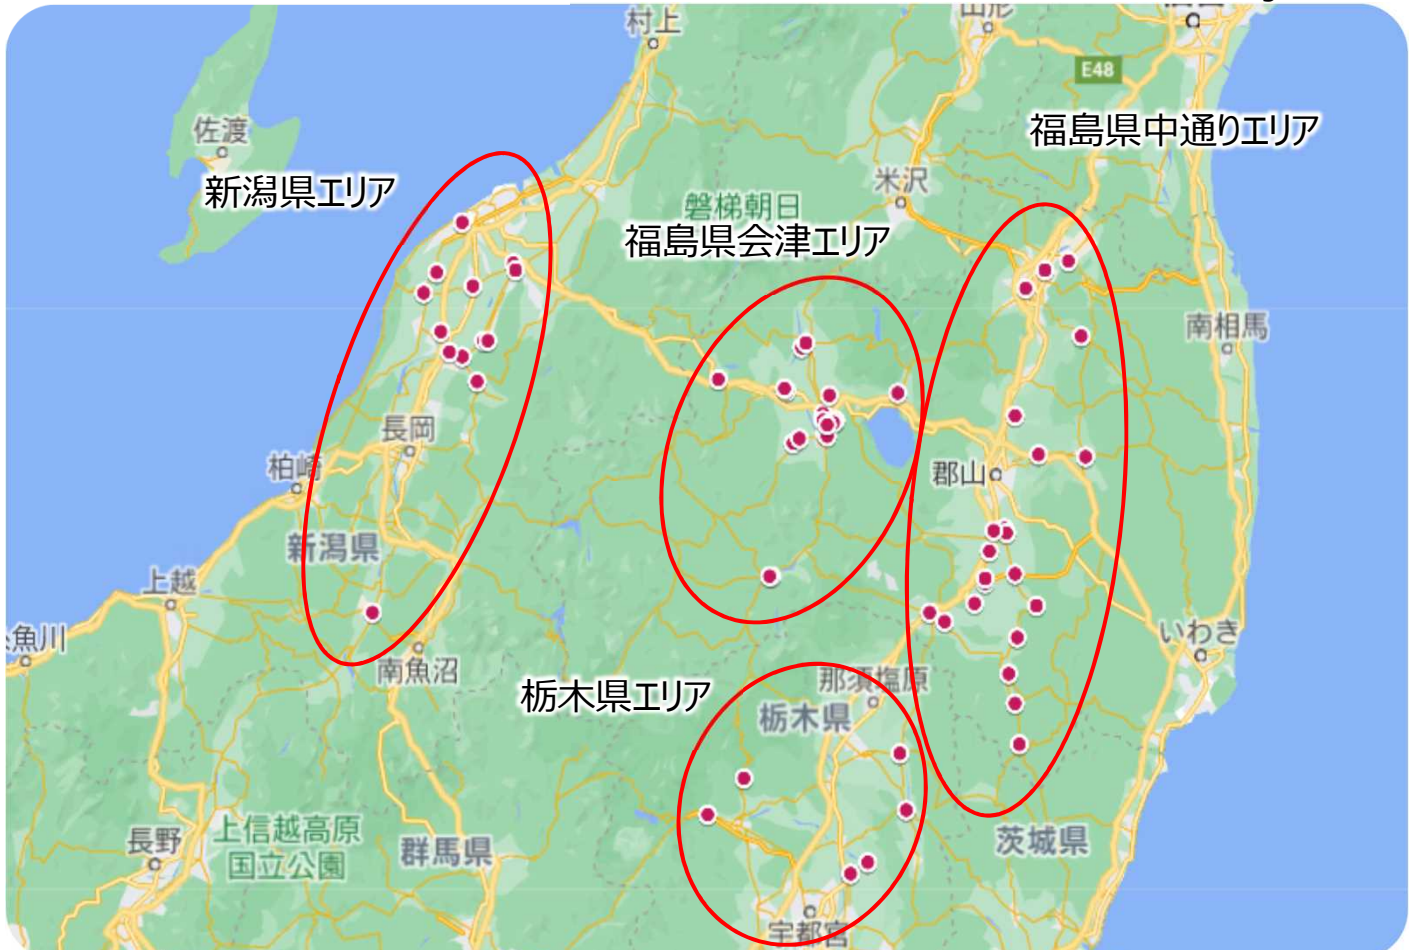 村上
山形
E48
佐渡
福島県中通りエリア
新潟県エリア
米沢
磐梯朝日
福島県会津エリア
南相馬
長岡
郡山
柏崎
新潟県
上越
いわき
糸魚川
南魚沼
栃木県エリア
那須塩原
栃木県
長野
上信越高原
国立公園
群馬県
茨城県
宇都宮